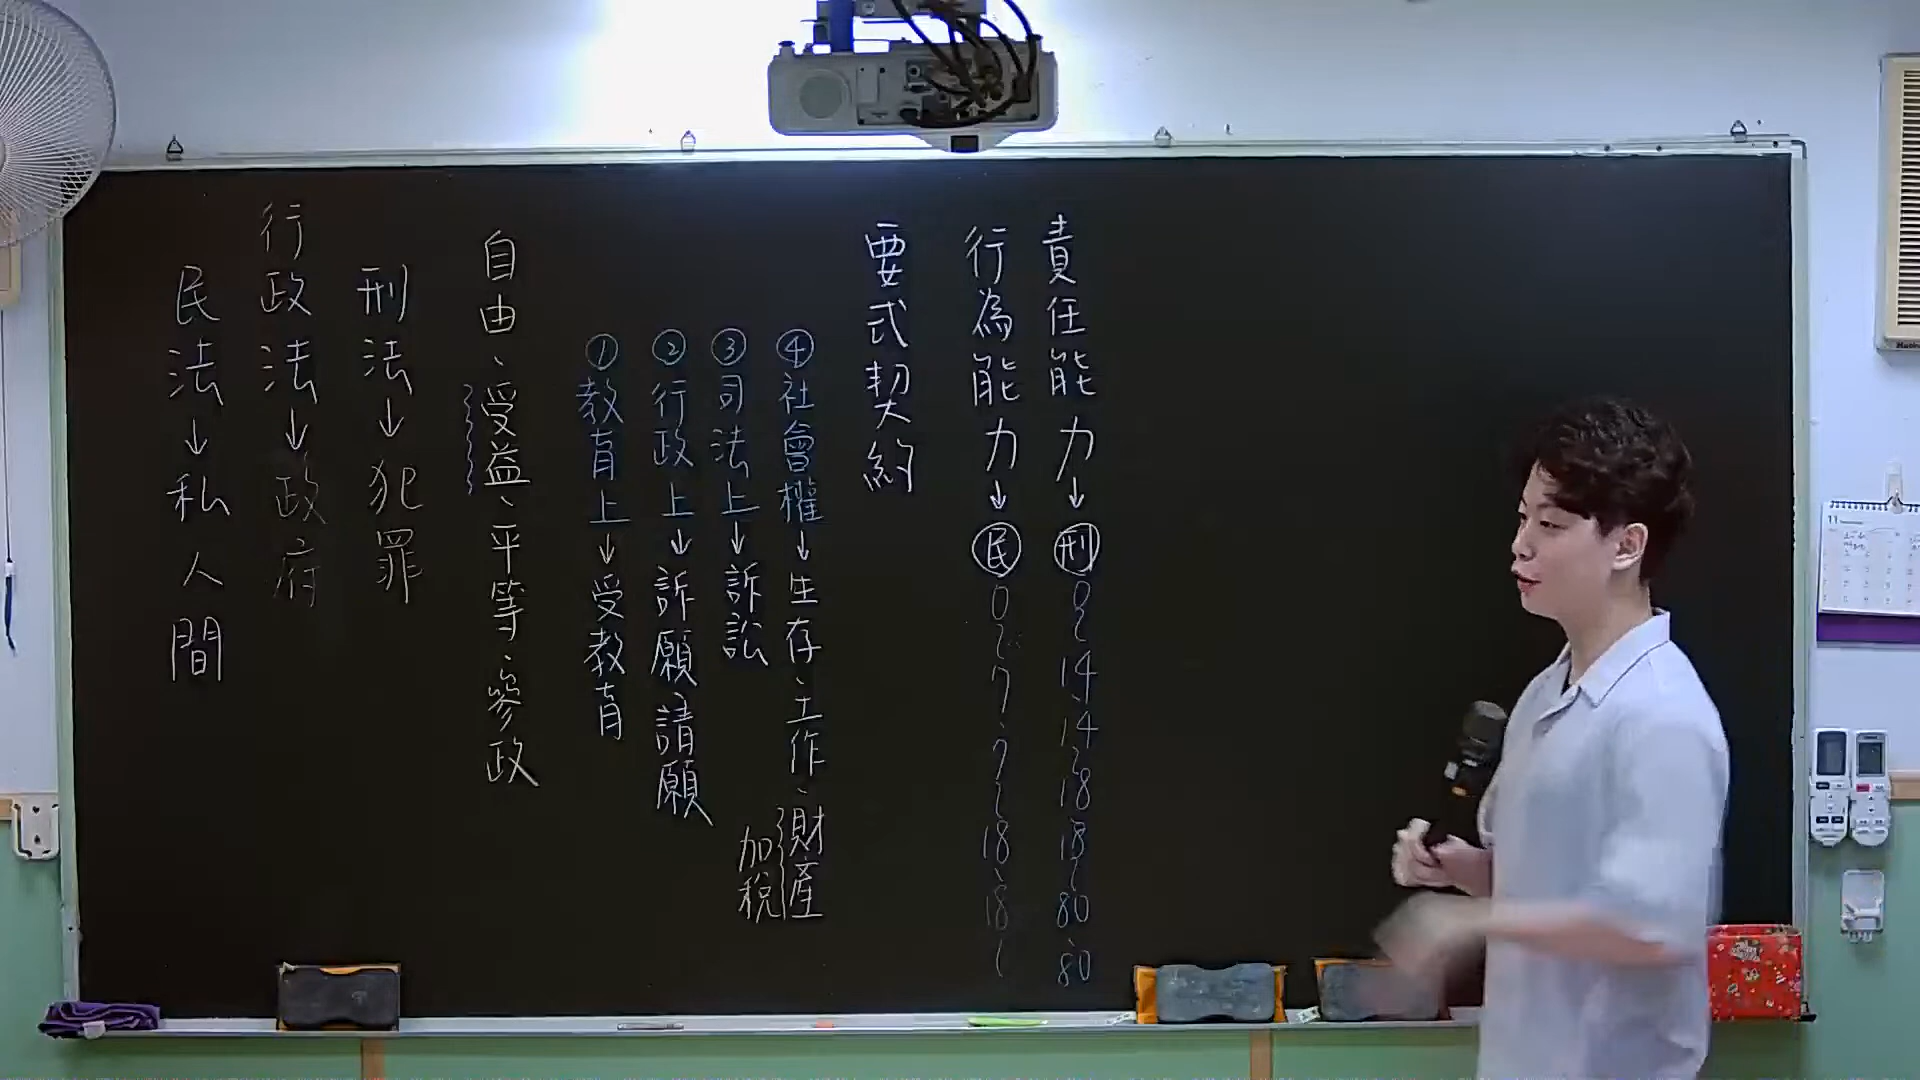 責任能力→刑0~14、14~18、18~80、80
行為能力→民0~7、7~18、18~
要式契約
④社會權→生存、工作、財產
加稅
③司法上→訴訟
②行政上→訴願、請願
①教育上→受教育
自由、受益、平等、參政
刑法→犯罪
行政法→政府
民法→私人間
11